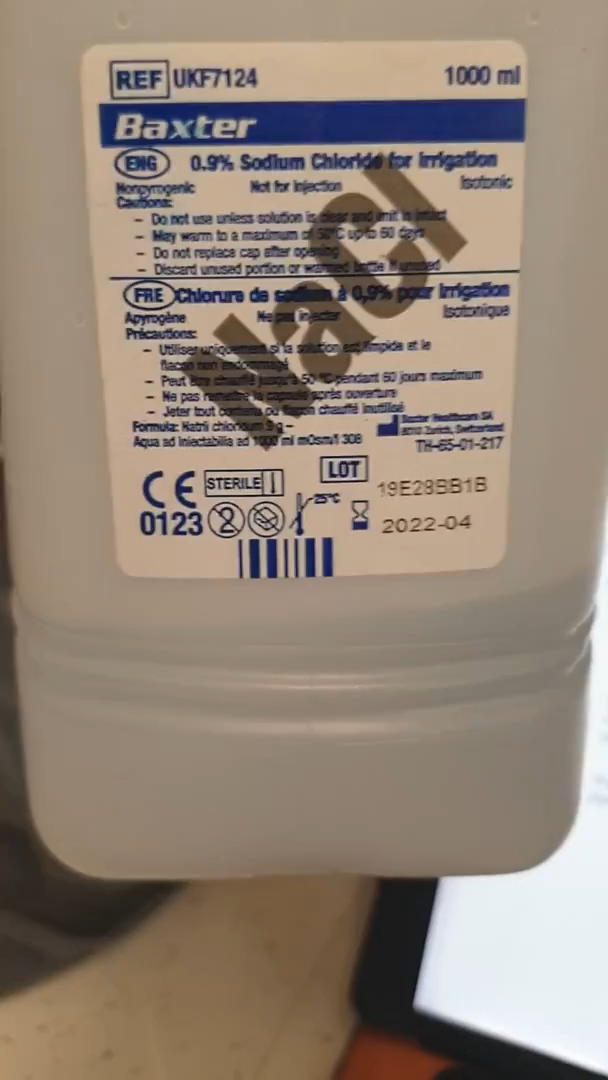 REF UKF7124 1000 ml
Baxter
ENG 0.9% Sodium Chloride for Irrigation
Nonpyrogenic Not for Injection Isotonic
Cautions:
- Do not use unless solution is clear and unit is intact
- May warm to a maximum of 50°C up to 60 days
- Do not replace cap after opening
- Discard unused portion or warmed bottle if unused
NaCl
FRE Chlorure de sodium à 0,9% pour Irrigation
Apyrogène Ne pas injecter Isotonique
Précautions:
- Utiliser uniquement si la solution est limpide et le
flacon non endommagé
- Peut être chauffé jusqu'à 50 °C pendant 60 jours maximum
- Ne pas remettre la capsule après ouverture
- Jeter tout contenu ou flacon chauffé inutilisé
Formula: Natrii chloridum 9 g -
Aqua ad injectabilia ad 1000 ml mOsm/l 308
Baxter Healthcare SA
8010 Zurich, Switzerland
TH-65-01-217
CE STERILE LOT 19E28BB1B
0123 2 25°C 2022-04